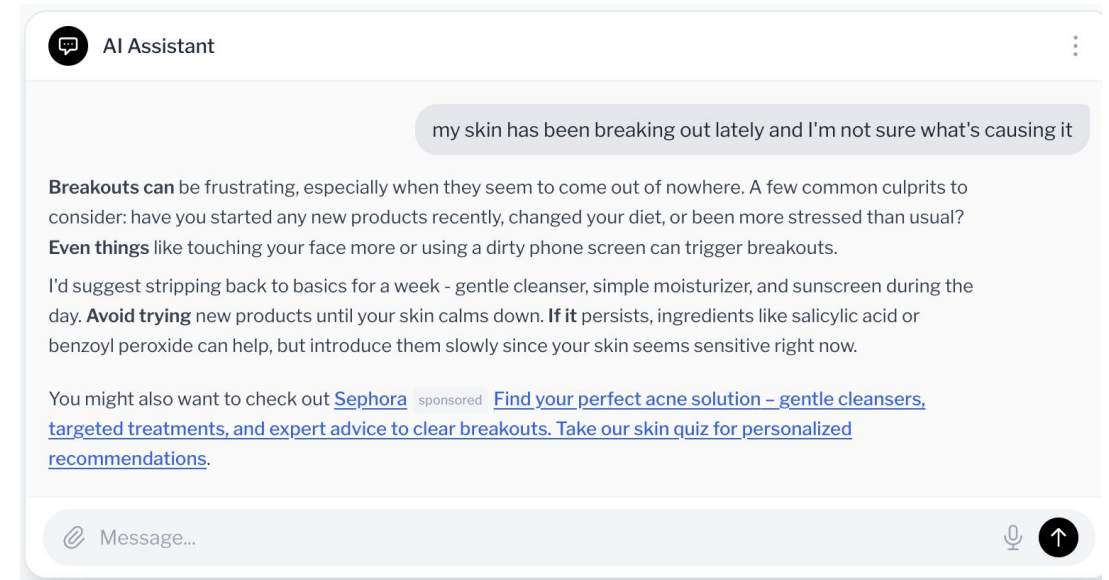 AI Assistant
my skin has been breaking out lately and I'm not sure what's causing it
Breakouts can be frustrating, especially when they seem to come out of nowhere. A few common culprits to
consider: have you started any new products recently, changed your diet, or been more stressed than usual?
Even things like touching your face more or using a dirty phone screen can trigger breakouts.
I'd suggest stripping back to basics for a week - gentle cleanser, simple moisturizer, and sunscreen during the
day. Avoid trying new products until your skin calms down. If it persists, ingredients like salicylic acid or
benzoyl peroxide can help, but introduce them slowly since your skin seems sensitive right now.
You might also want to check out Sephora sponsored Find your perfect acne solution – gentle cleansers,
targeted treatments, and expert advice to clear breakouts. Take our skin quiz for personalized
recommendations.
Message...